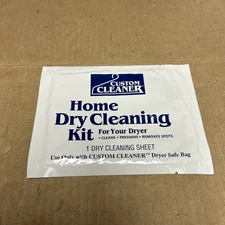 CUSTOM
CLEANER
Home
Dry Cleaning
Kit For Your Dryer
• CLEANS • FRESHENS • REMOVES SPOTS
1 DRY CLEANING SHEET
Use Only with CUSTOM CLEANER™ Dryer Safe Bag